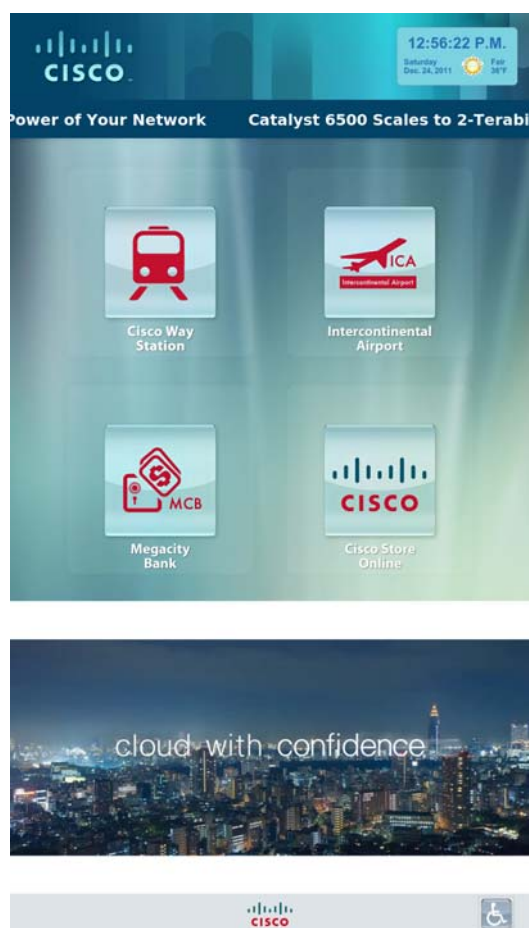 CISCO
12:56:22 P.M.
Saturday
Dec. 24, 2011
Fair
36°F
Power of Your Network Catalyst 6500 Scales to 2-Terabi
ICA
Intercontinental Airport
Cisco Way
Station
Intercontinental
Airport
MCB
CISCO
Megacity
Bank
Cisco Store
Online
cloud with confidence
CISCO